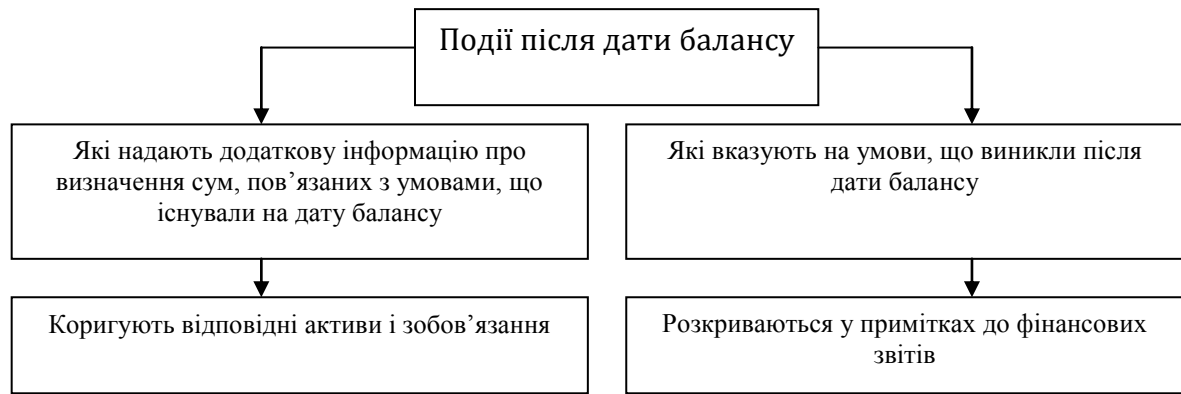 Події після дати балансу
Які надають додаткову інформацію про
визначення сум, пов’язаних з умовами, що
існували на дату балансу
Які вказують на умови, що виникли після
дати балансу
Коригують відповідні активи і зобов’язання
Розкриваються у примітках до фінансових
звітів